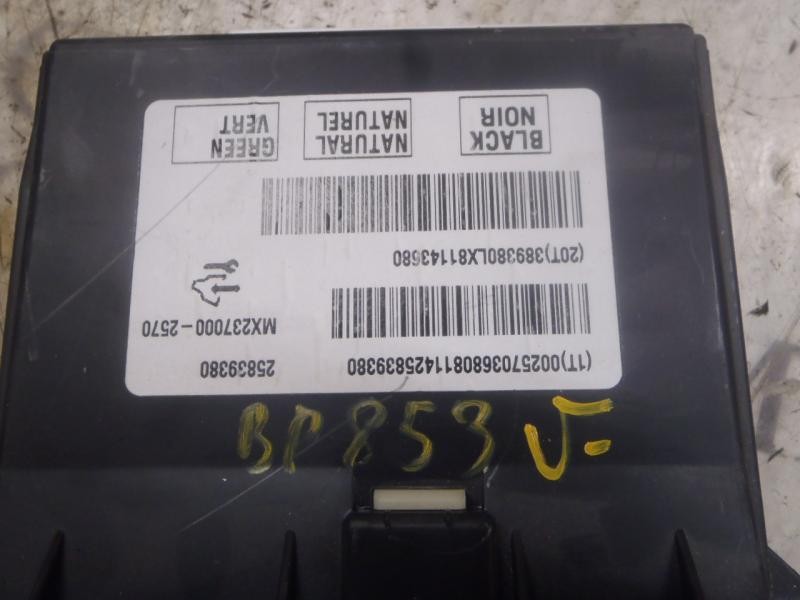 (1T)0025703680811425839380
25839380
MX237000-2570
(20T)389380LX81143680
BLACK
NOIR
NATURAL
NATUREL
GREEN
VERT
BP853